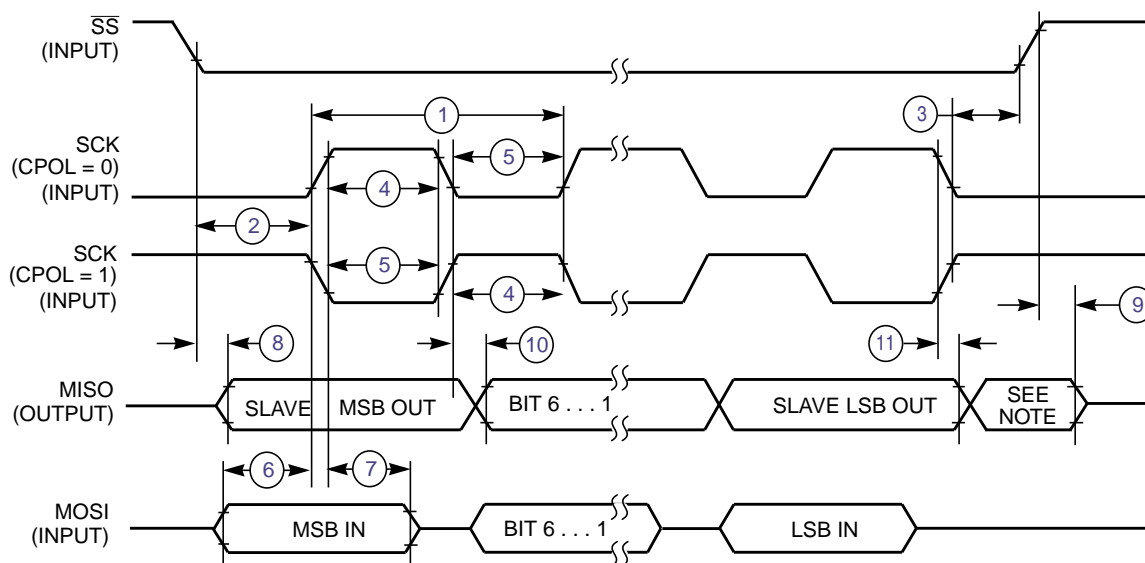 SS
(INPUT)
1
3
SCK
(CPOL = 0)
(INPUT)
5
4
2
SCK
(CPOL = 1)
(INPUT)
5
4
9
8
10
11
MISO
(OUTPUT)
SLAVE
MSB OUT
BIT 6 . . . 1
SLAVE LSB OUT
SEE
NOTE
6
7
MOSI
(INPUT)
MSB IN
BIT 6 . . . 1
LSB IN